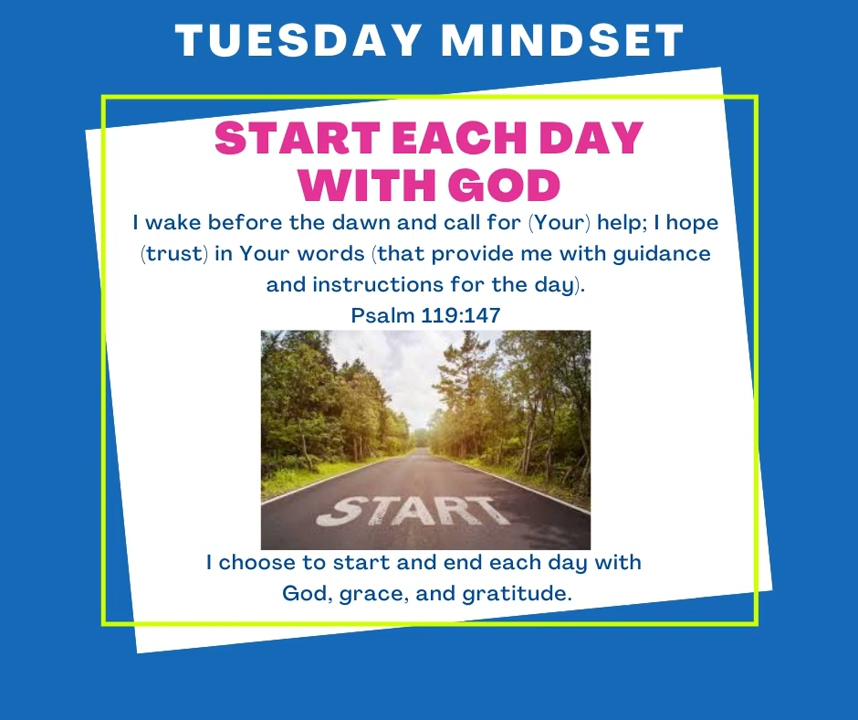 TUESDAY MINDSET
START EACH DAY
WITH GOD
I wake before the dawn and call for (Your) help; I hope
(trust) in Your words (that provide me with guidance
and instructions for the day).
Psalm 119:147
START
I choose to start and end each day with
God, grace, and gratitude.